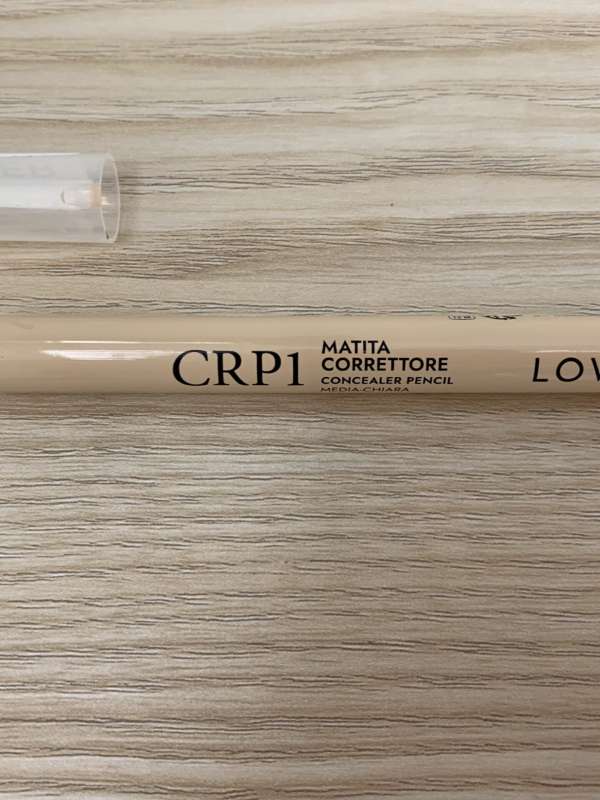 CRP1
MATITA
CORRETTORE
CONCEALER PENCIL
MEDIA-CHIARA
LOV